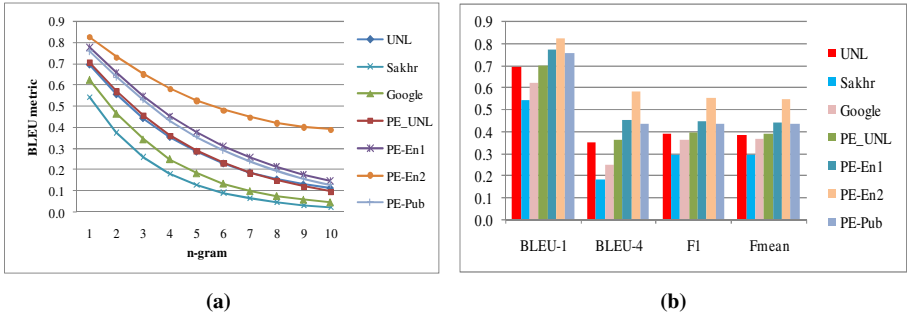 0.9
0.8
0.7
0.6
0.5
0.4
0.3
0.2
0.1
0.0
BLEU metric
1 2 3 4 5 6 7 8 9 10
n-gram
UNL
Sakhr
Google
PE_UNL
PE-En1
PE-En2
PE-Pub
(a)
0.9
0.8
0.7
0.6
0.5
0.4
0.3
0.2
0.1
0.0
BLEU-1 BLEU-4 F1 Fmean
UNL
Sakhr
Google
PE_UNL
PE-En1
PE-En2
PE-Pub
(b)